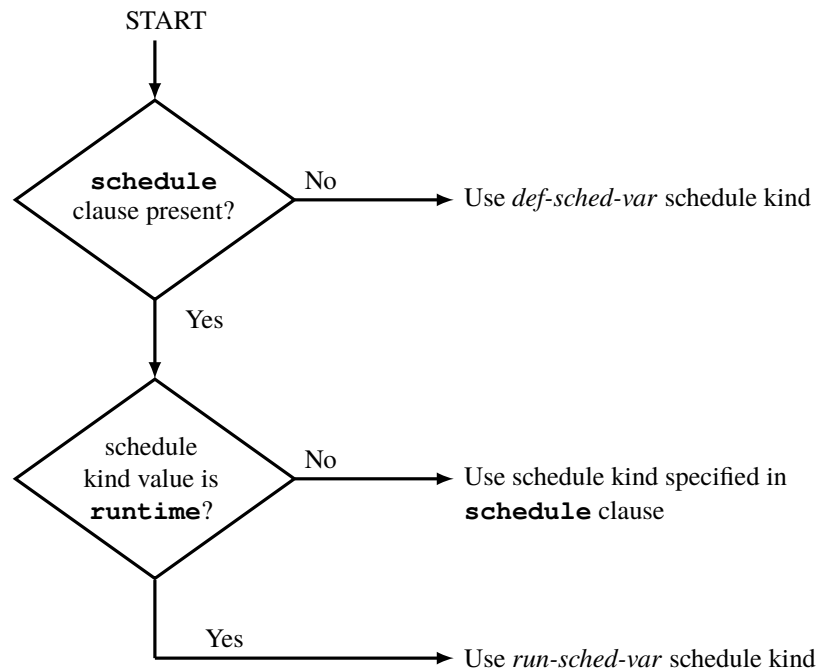 START
schedule
clause present?
No
Use def-sched-var schedule kind
Yes
schedule
kind value is
runtime?
No
Use schedule kind specified in
schedule clause
Yes
Use run-sched-var schedule kind